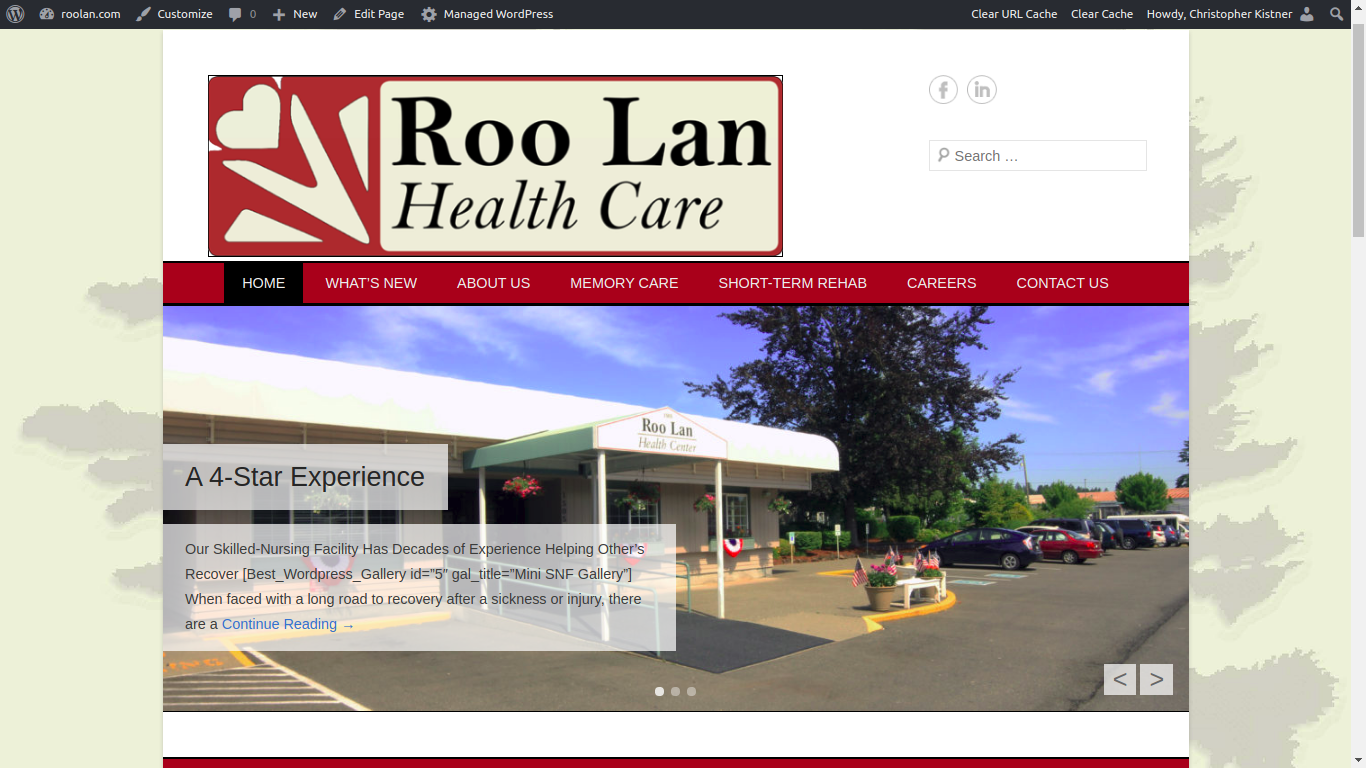 roolan.com Customize 0 New Edit Page Managed WordPress Clear URL Cache Clear Cache Howdy, Christopher Kistner
Roo Lan
Health Care
Search …
HOME WHAT'S NEW ABOUT US MEMORY CARE SHORT-TERM REHAB CAREERS CONTACT US
Roo Lan
Health Center
A 4-Star Experience
Our Skilled-Nursing Facility Has Decades of Experience Helping Other's
Recover [Best_Wordpress_Gallery id="5″ gal_title="Mini SNF Gallery"]
When faced with a long road to recovery after a sickness or injury, there
are a Continue Reading →
< >